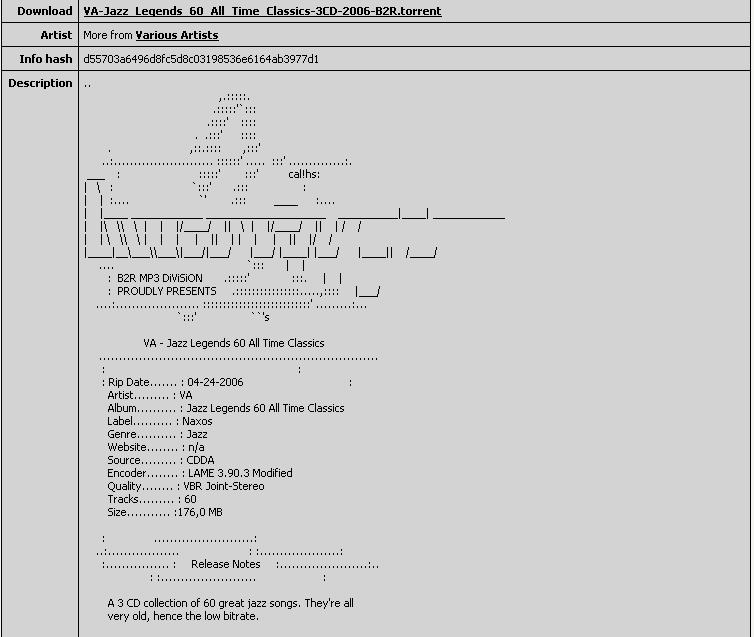 Download VA-Jazz_Legends_60_All_Time_Classics-3CD-2006-B2R.torrent
Artist More from Various Artists
Info hash d55703a6496d8fc5d8c03198536e6164ab3977d1
Description ..
cal!hs:
: B2R MP3 DiViSiON
: PROUDLY PRESENTS
VA - Jazz Legends 60 All Time Classics
: Rip Date....... : 04-24-2006 :
Artist......... : VA
Album.......... : Jazz Legends 60 All Time Classics
Label.......... : Naxos
Genre.......... : Jazz
Website........ : n/a
Source......... : CDDA
Encoder........ : LAME 3.90.3 Modified
Quality........ : VBR Joint-Stereo
Tracks......... : 60
Size........... :176,0 MB
Release Notes
A 3 CD collection of 60 great jazz songs. They're all
very old, hence the low bitrate.